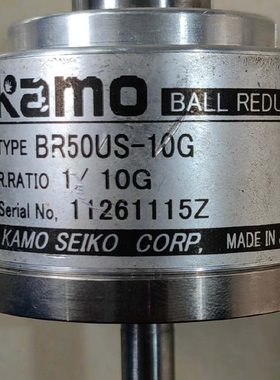 Kamo BALL REDU
TYPE BR50US-10G
R.RATIO 1/10G
Serial No, 11261115Z
KAMO SEIKO CORP. MADE IN